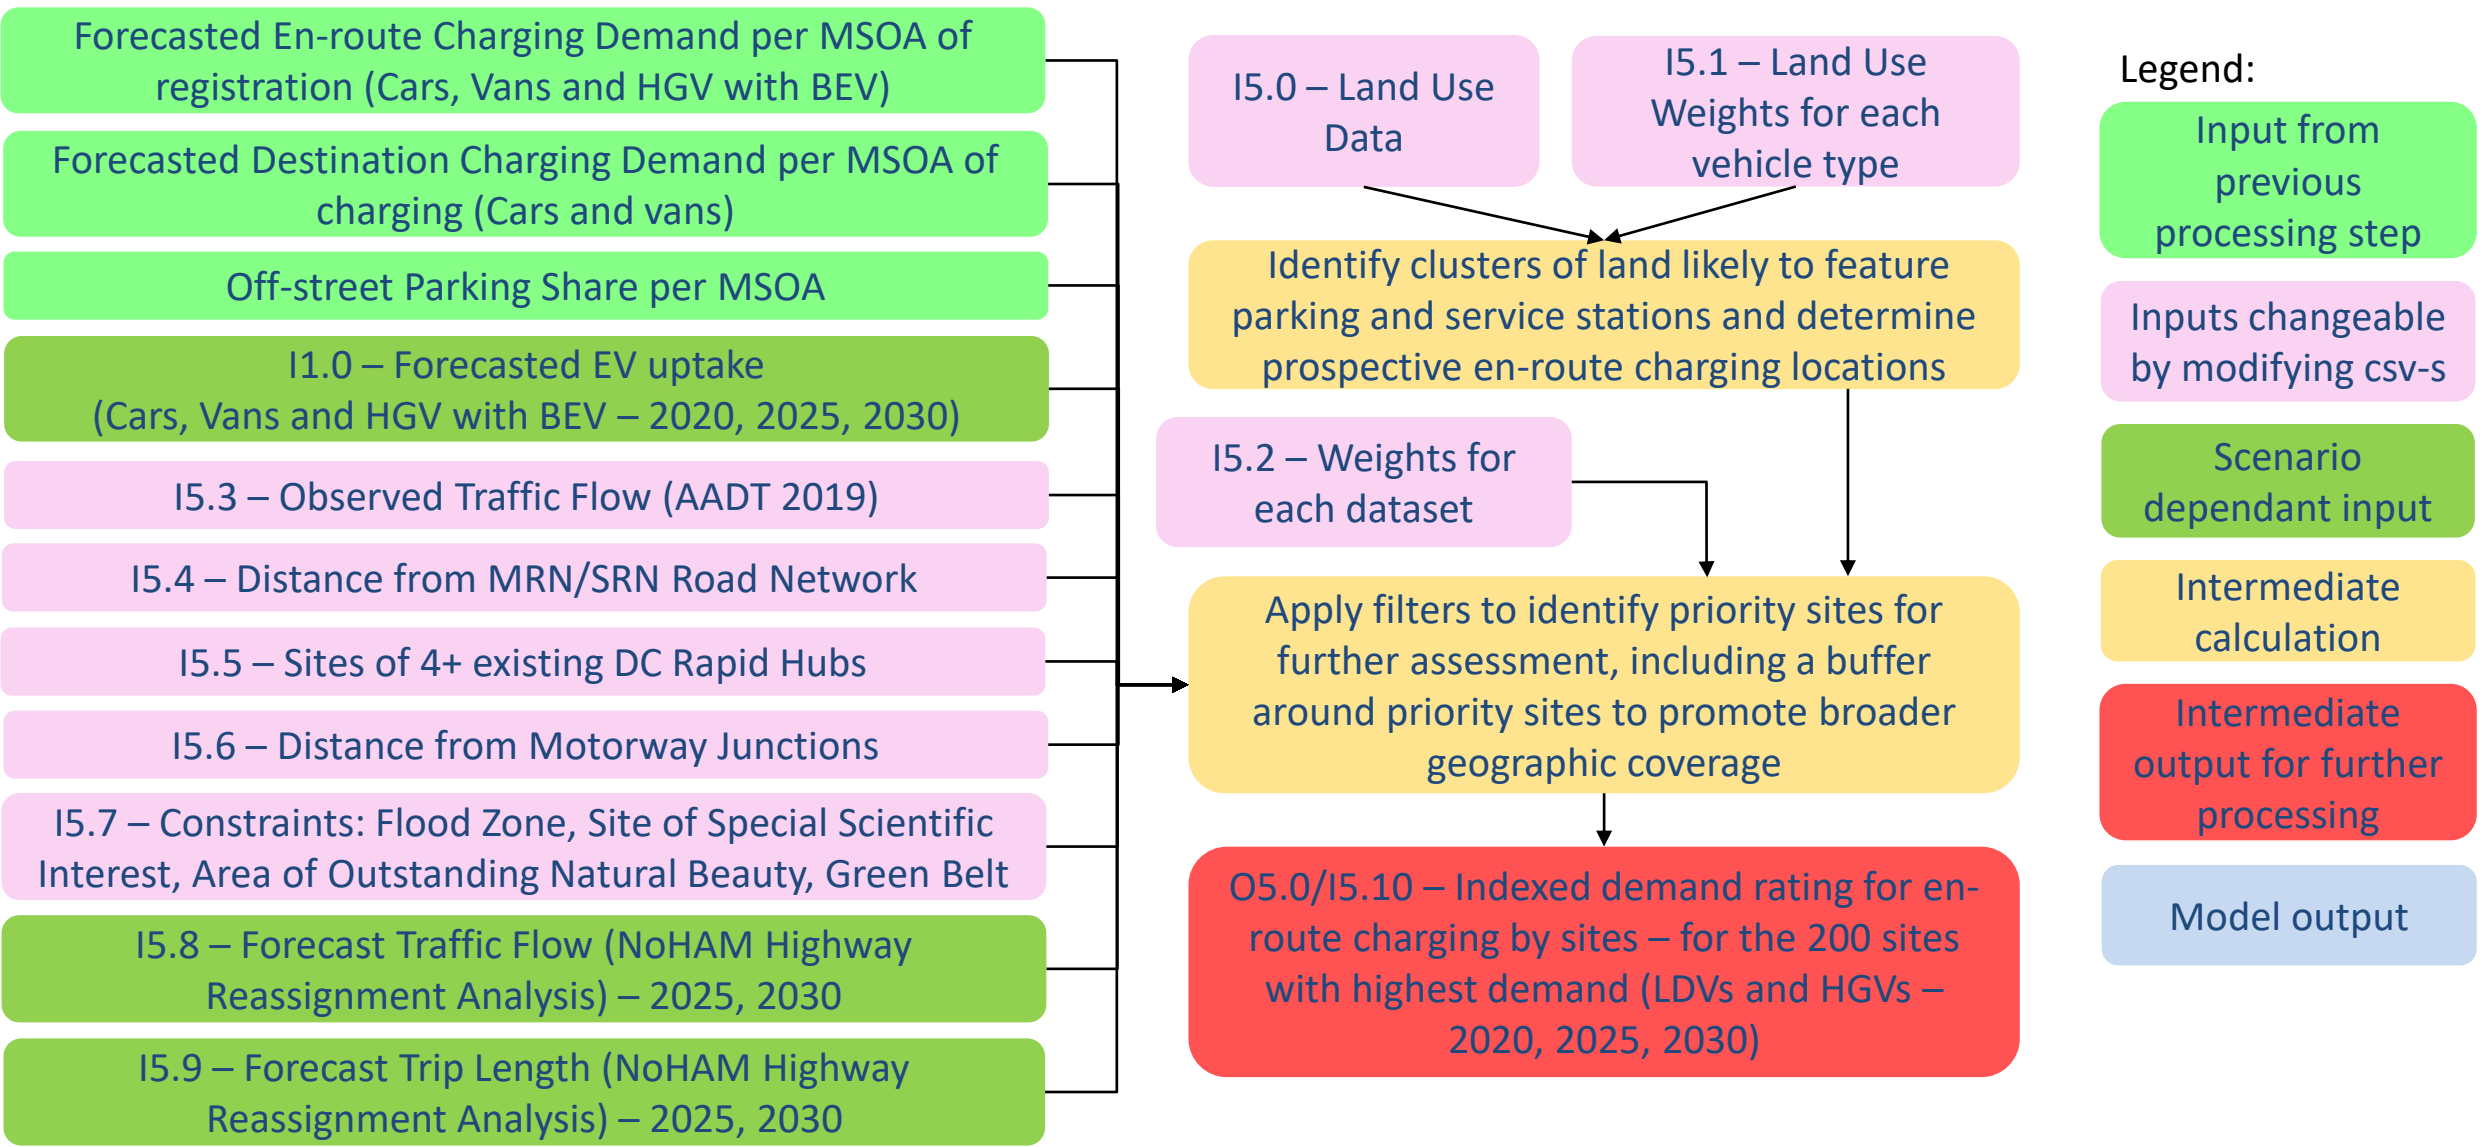 Forecasted En-route Charging Demand per MSOA of
registration (Cars, Vans and HGV with BEV)
Forecasted Destination Charging Demand per MSOA of
charging (Cars and vans)
Off-street Parking Share per MSOA
I1.0 – Forecasted EV uptake
(Cars, Vans and HGV with BEV – 2020, 2025, 2030)
I5.3 – Observed Traffic Flow (AADT 2019)
I5.4 – Distance from MRN/SRN Road Network
I5.5 – Sites of 4+ existing DC Rapid Hubs
I5.6 – Distance from Motorway Junctions
I5.7 – Constraints: Flood Zone, Site of Special Scientific
Interest, Area of Outstanding Natural Beauty, Green Belt
I5.8 – Forecast Traffic Flow (NoHAM Highway
Reassignment Analysis) – 2025, 2030
I5.9 – Forecast Trip Length (NoHAM Highway
Reassignment Analysis) – 2025, 2030
I5.0 – Land Use
Data
I5.1 – Land Use
Weights for each
vehicle type
Identify clusters of land likely to feature
parking and service stations and determine
prospective en-route charging locations
I5.2 – Weights for
each dataset
Apply filters to identify priority sites for
further assessment, including a buffer
around priority sites to promote broader
geographic coverage
O5.0/I5.10 – Indexed demand rating for en-
route charging by sites – for the 200 sites
with highest demand (LDVs and HGVs –
2020, 2025, 2030)
Legend:
Input from
previous
processing step
Inputs changeable
by modifying csv-s
Scenario
dependant input
Intermediate
calculation
Intermediate
output for further
processing
Model output